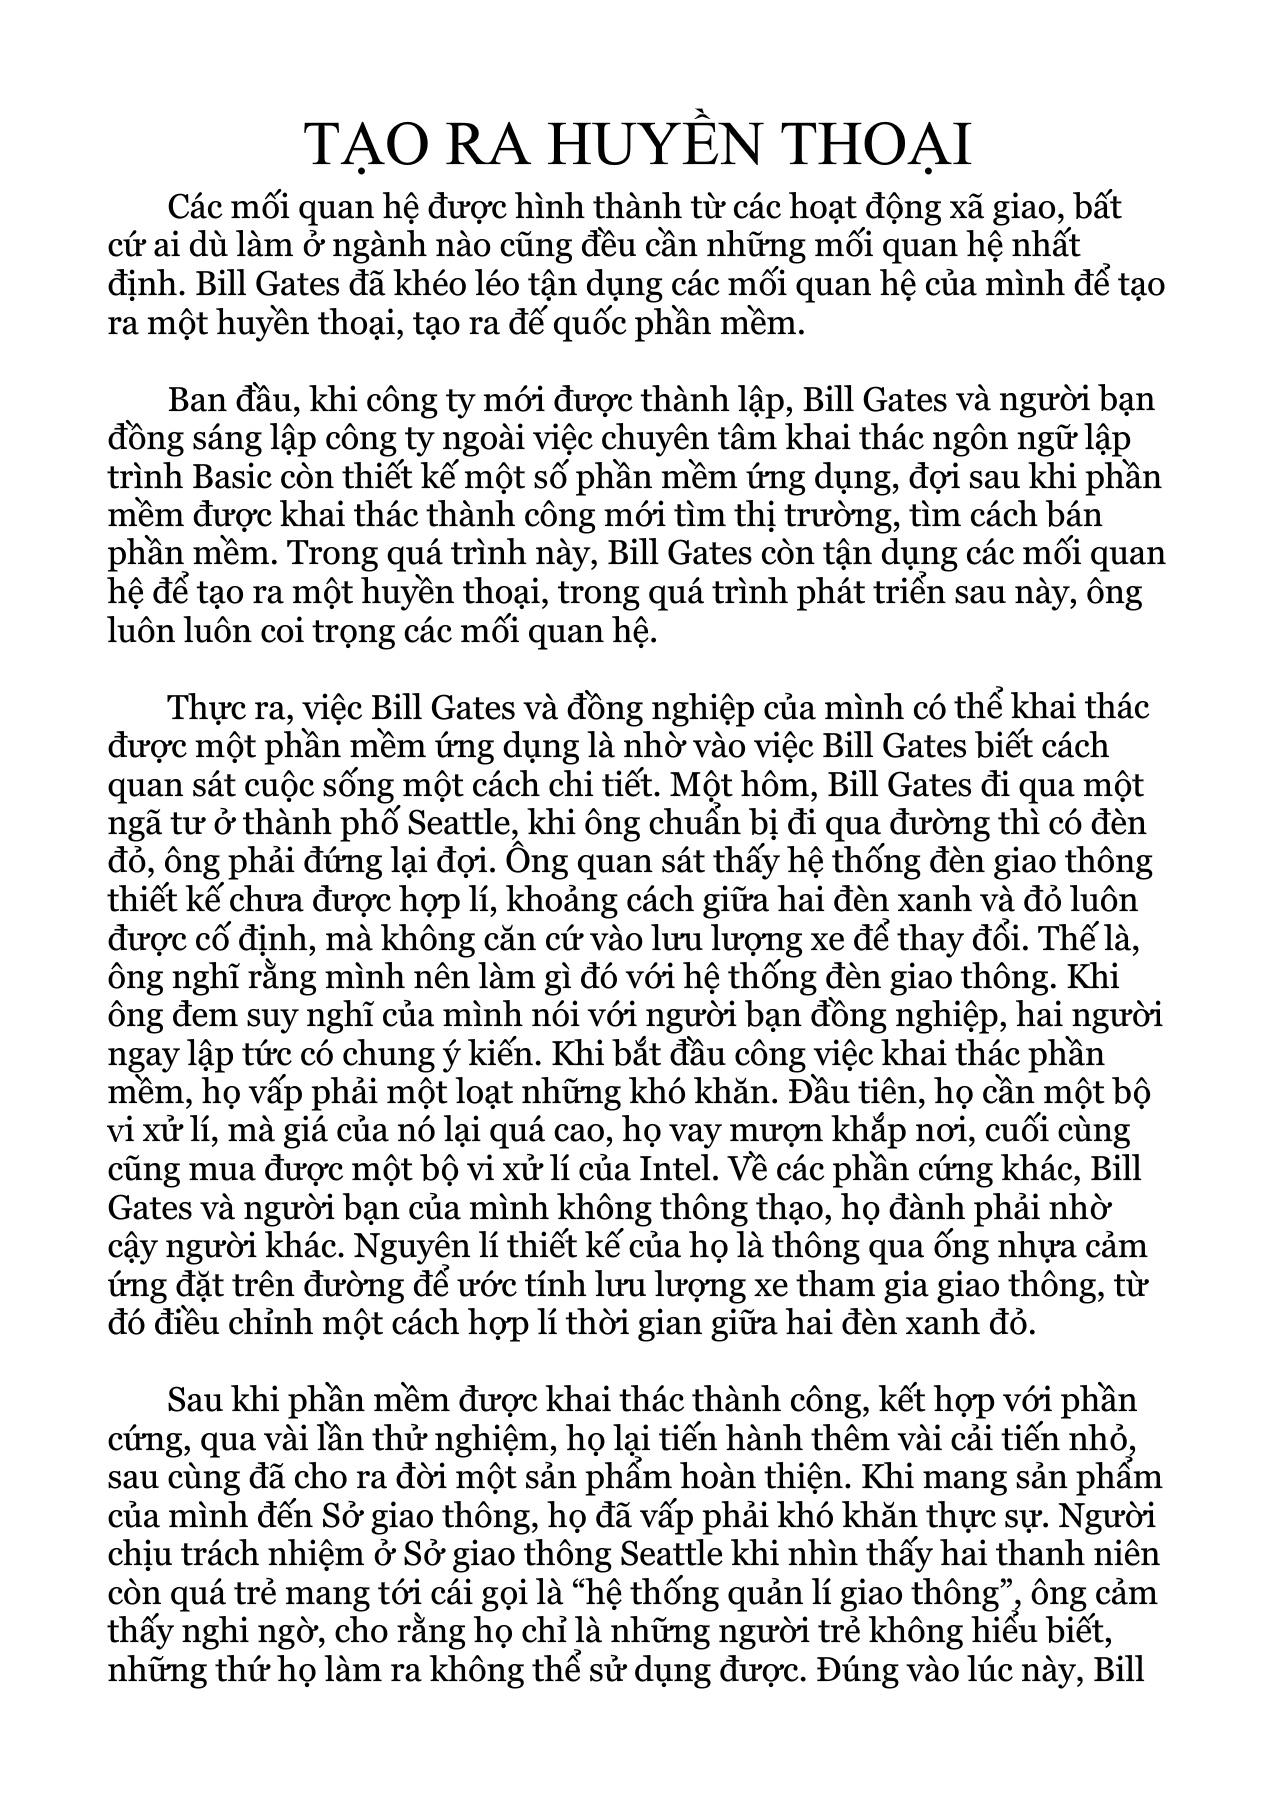 TẠO RA HUYỀN THOẠI
Các mối quan hệ được hình thành từ các hoạt động xã giao, bất
cứ ai dù làm ở ngành nào cũng đều cần những mối quan hệ nhất
định. Bill Gates đã khéo léo tận dụng các mối quan hệ của mình để tạo
ra một huyền thoại, tạo ra đế quốc phần mềm.
Ban đầu, khi công ty mới được thành lập, Bill Gates và người bạn
đồng sáng lập công ty ngoài việc chuyên tâm khai thác ngôn ngữ lập
trình Basic còn thiết kế một số phần mềm ứng dụng, đợi sau khi phần
mềm được khai thác thành công mới tìm thị trường, tìm cách bán
phần mềm. Trong quá trình này, Bill Gates còn tận dụng các mối quan
hệ để tạo ra một huyền thoại, trong quá trình phát triển sau này, ông
luôn luôn coi trọng các mối quan hệ.
Thực ra, việc Bill Gates và đồng nghiệp của mình có thể khai thác
được một phần mềm ứng dụng là nhờ vào việc Bill Gates biết cách
quan sát cuộc sống một cách chi tiết. Một hôm, Bill Gates đi qua một
ngã tư ở thành phố Seattle, khi ông chuẩn bị đi qua đường thì có đèn
đỏ, ông phải đứng lại đợi. Ông quan sát thấy hệ thống đèn giao thông
thiết kế chưa được hợp lí, khoảng cách giữa hai đèn xanh và đỏ luôn
được cố định, mà không căn cứ vào lưu lượng xe để thay đổi. Thế là,
ông nghĩ rằng mình nên làm gì đó với hệ thống đèn giao thông. Khi
ông đem suy nghĩ của mình nói với người bạn đồng nghiệp, hai người
ngay lập tức có chung ý kiến. Khi bắt đầu công việc khai thác phần
mềm, họ vấp phải một loạt những khó khăn. Đầu tiên, họ cần một bộ
vi xử lí, mà giá của nó lại quá cao, họ vay mượn khắp nơi, cuối cùng
cũng mua được một bộ vi xử lí của Intel. Về các phần cứng khác, Bill
Gates và người bạn của mình không thông thạo, họ đành phải nhờ
cậy người khác. Nguyên lí thiết kế của họ là thông qua ống nhựa cảm
ứng đặt trên đường để ước tính lưu lượng xe tham gia giao thông, từ
đó điều chỉnh một cách hợp lí thời gian giữa hai đèn xanh đỏ.
Sau khi phần mềm được khai thác thành công, kết hợp với phần
cứng, qua vài lần thử nghiệm, họ lại tiến hành thêm vài cải tiến nhỏ,
sau cùng đã cho ra đời một sản phẩm hoàn thiện. Khi mang sản phẩm
của mình đến Sở giao thông, họ đã vấp phải khó khăn thực sự. Người
chịu trách nhiệm ở Sở giao thông Seattle khi nhìn thấy hai thanh niên
còn quá trẻ mang tới cái gọi là “hệ thống quản lí giao thông”, ông cảm
thấy nghi ngờ, cho rằng họ chỉ là những người trẻ không hiểu biết,
những thứ họ làm ra không thể sử dụng được. Đúng vào lúc này, Bill